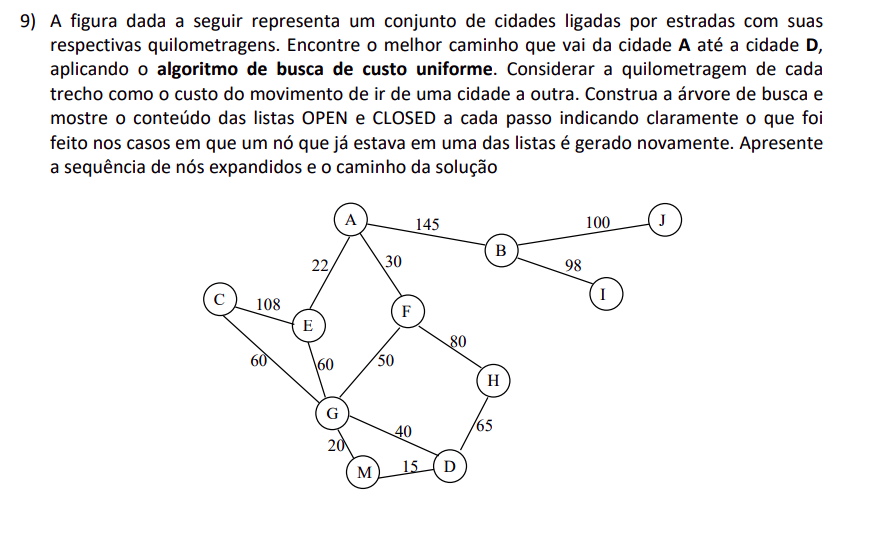 9) A figura dada a seguir representa um conjunto de cidades ligadas por estradas com suas
respectivas quilometragens. Encontre o melhor caminho que vai da cidade A até a cidade D,
aplicando o algoritmo de busca de custo uniforme. Considerar a quilometragem de cada
trecho como o custo do movimento de ir de uma cidade a outra. Construa a árvore de busca e
mostre o conteúdo das listas OPEN e CLOSED a cada passo indicando claramente o que foi
feito nos casos em que um nó que já estava em uma das listas é gerado novamente. Apresente
a sequência de nós expandidos e o caminho da solução
A
145
100
J
B
22
30
98
I
C
108
F
E
80
60
60
50
H
G
40
65
20
M
15
D